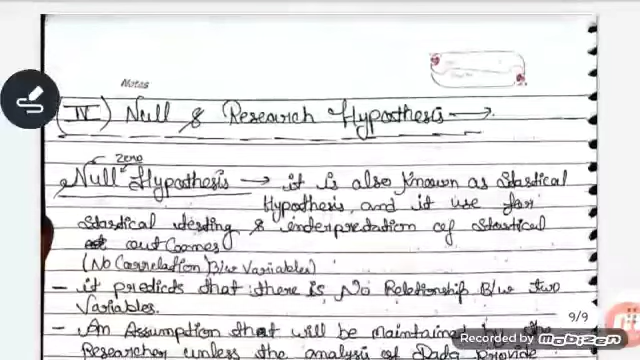 Notes
(IV) Null & Research Hypothesis →.
Zero
Null Hypothesis → it is also Known as Stastical
Hypothesis, and it use for
Stastical testing & interpretation of Stastical
out Comes
(No Correlation B/w Variables)
- it predicts that there is No Relationship B/w two
Variables.
9/9
- An Assumption that will be maintained by the
Researcher unless the analysis of Data Provide
Recorded by mobizen